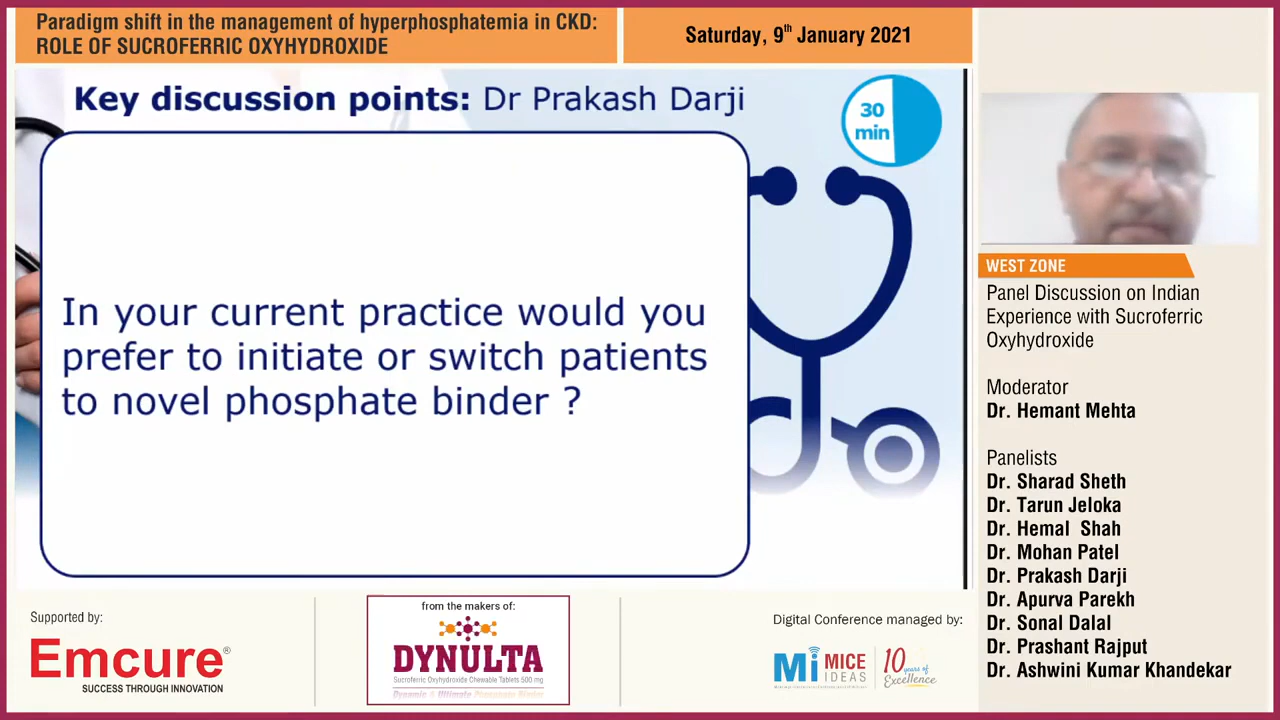 Paradigm shift in the management of hyperphosphatemia in CKD:
ROLE OF SUCROFERRIC OXYHYDROXIDE
Saturday, 9th January 2021
Key discussion points: Dr Prakash Darji
30
min
In your current practice would you
prefer to initiate or switch patients
to novel phosphate binder ?
WEST ZONE
Panel Discussion on Indian
Experience with Sucroferric
Oxyhydroxide
Moderator
Dr. Hemant Mehta
Panelists
Dr. Sharad Sheth
Dr. Tarun Jeloka
Dr. Hemal Shah
Dr. Mohan Patel
Dr. Prakash Darji
Dr. Apurva Parekh
Dr. Sonal Dalal
Dr. Prashant Rajput
Dr. Ashwini Kumar Khandekar
Supported by:
Emcure®
SUCCESS THROUGH INNOVATION
from the makers of:
DYNULTA
Sucroferric Oxyhydroxide Chewable Tablets 500 mg
Dynamic & Ultimate Phosphate Binder
Digital Conference managed by:
Mi MICE
IDEAS
10 years of
Excellence